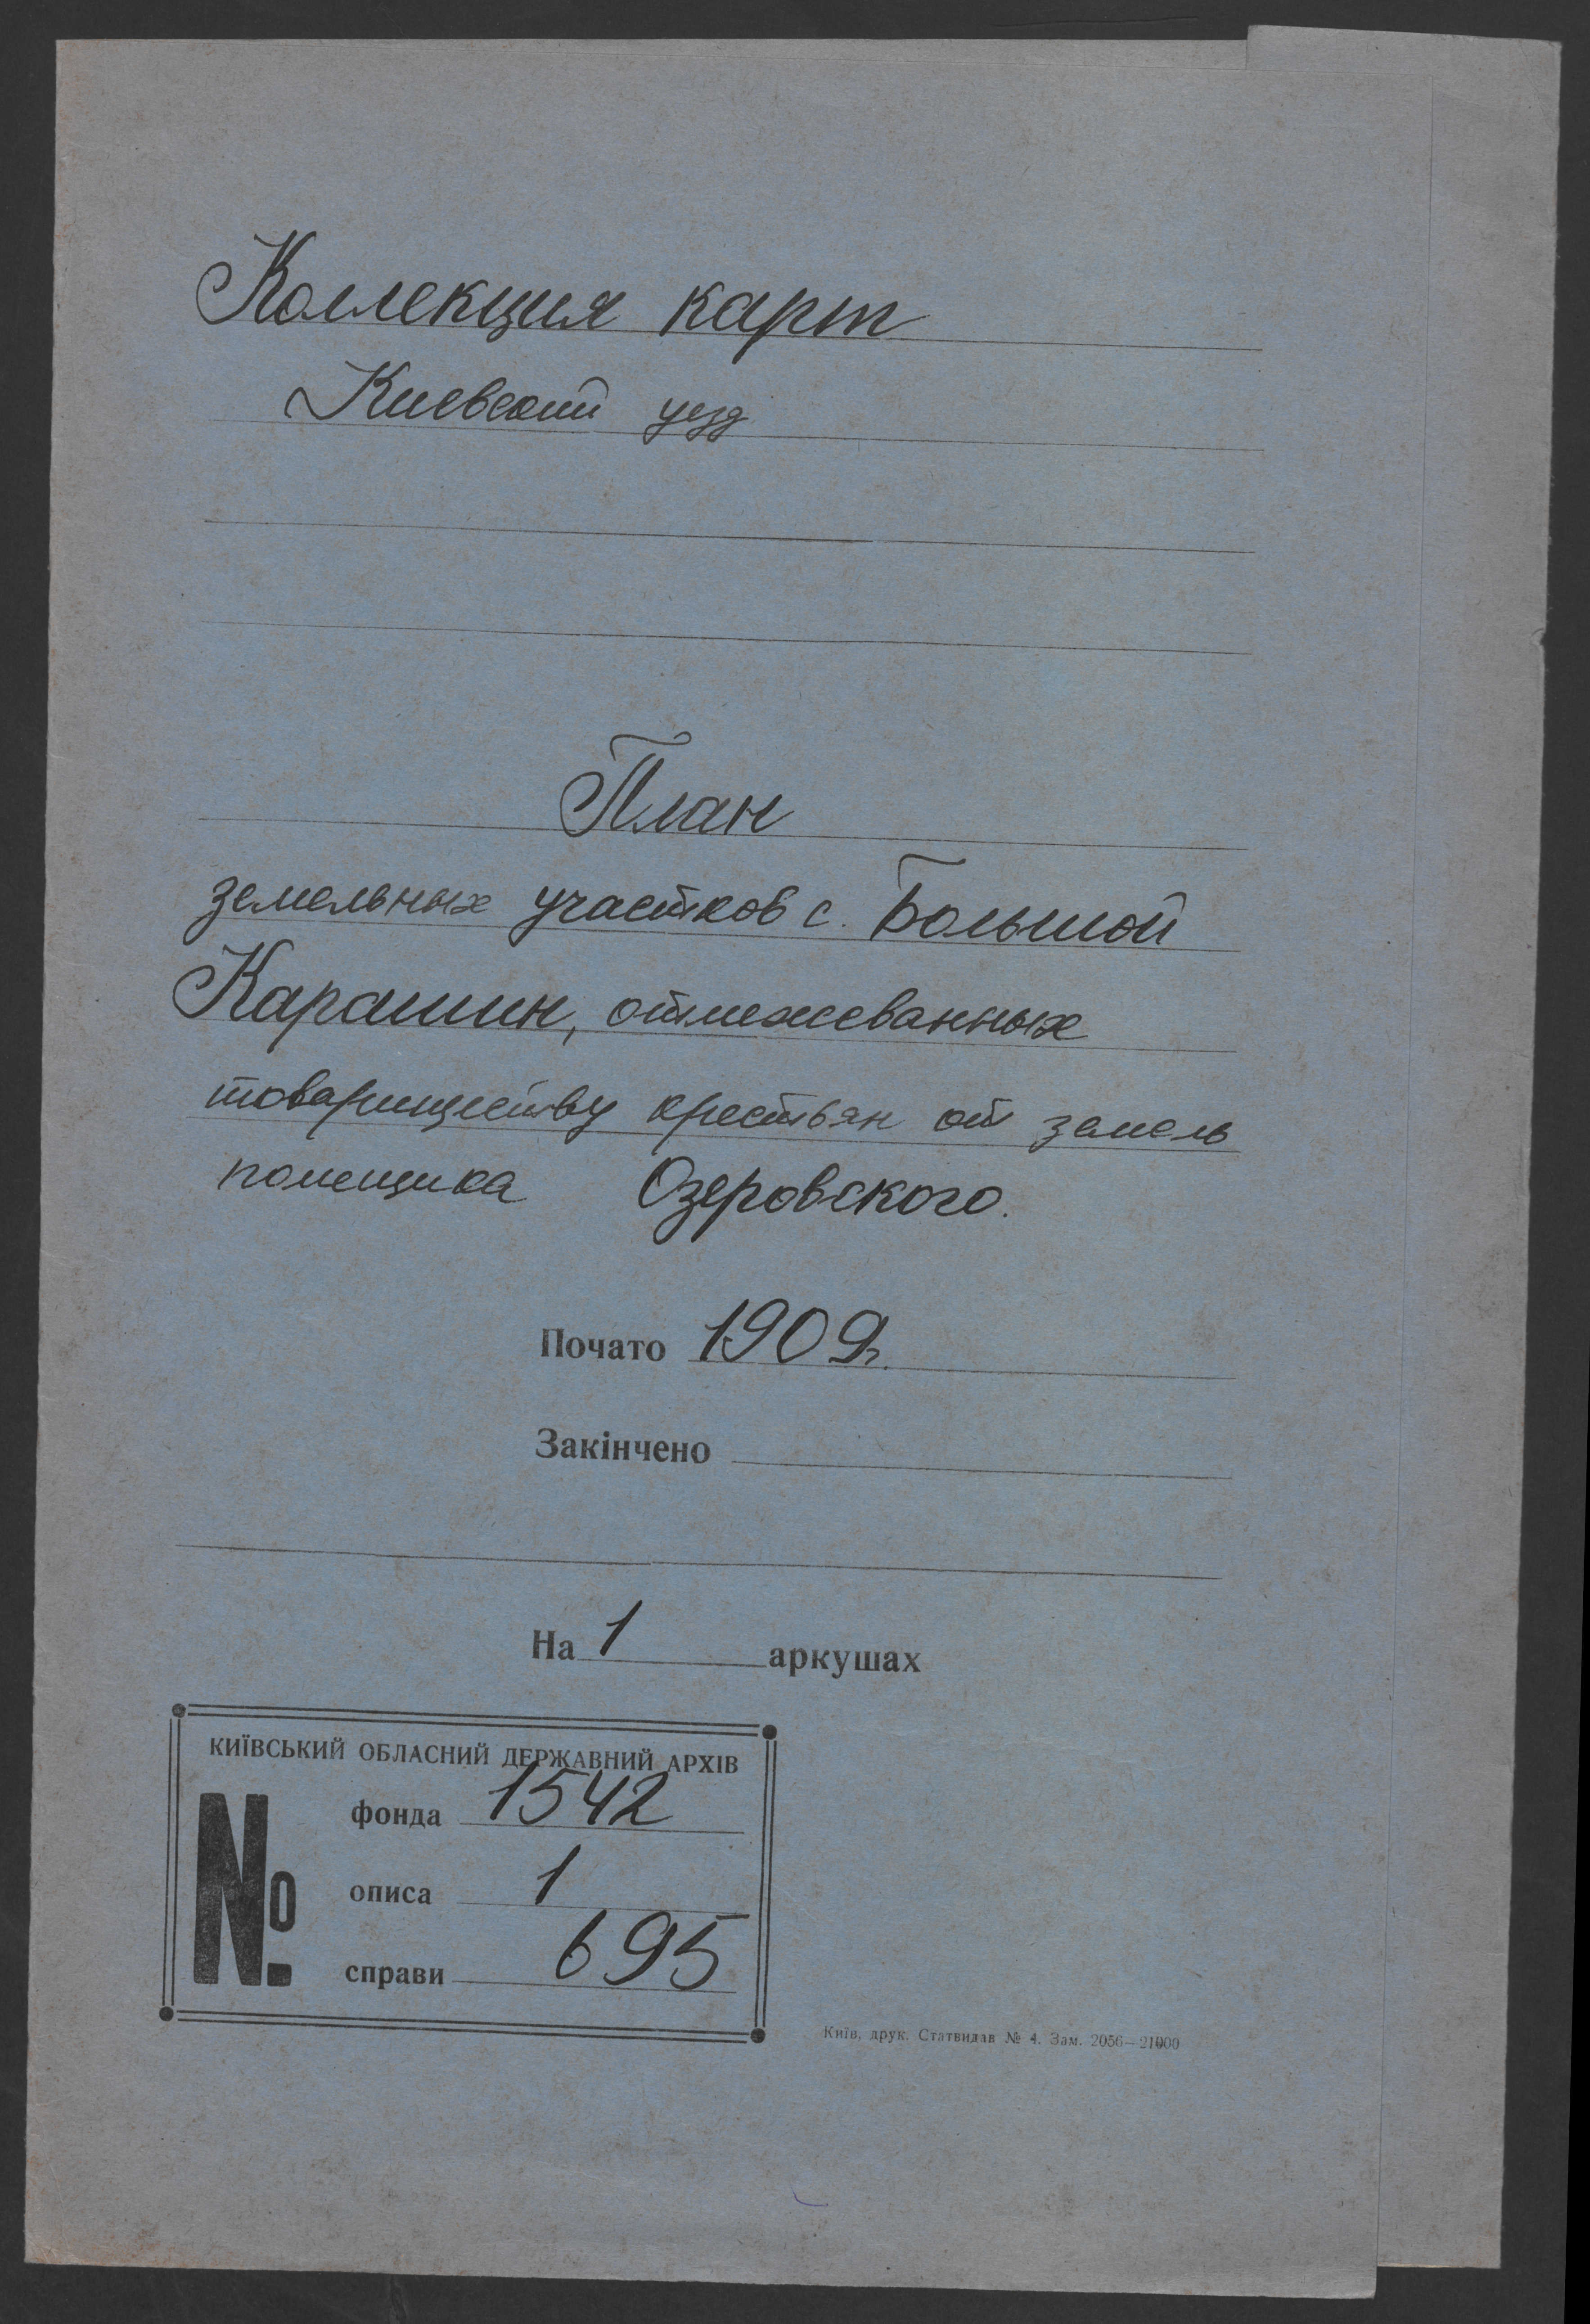 Коллекция карт
Киевский уезд
План
земельных участков с. Большой
Карашин, отмежеванных
товариществу крестьян от земель
помещика Озеровского.
Почато 1909г.
Закінчено
На 1 аркушах
КИЇВСЬКИЙ ОБЛАСНИЙ ДЕРЖАВНИЙ АРХІВ
№ фонда 1542
описа 1
справи 695
Київ, друк. Статвидав № 4. Зам. 2056—21000